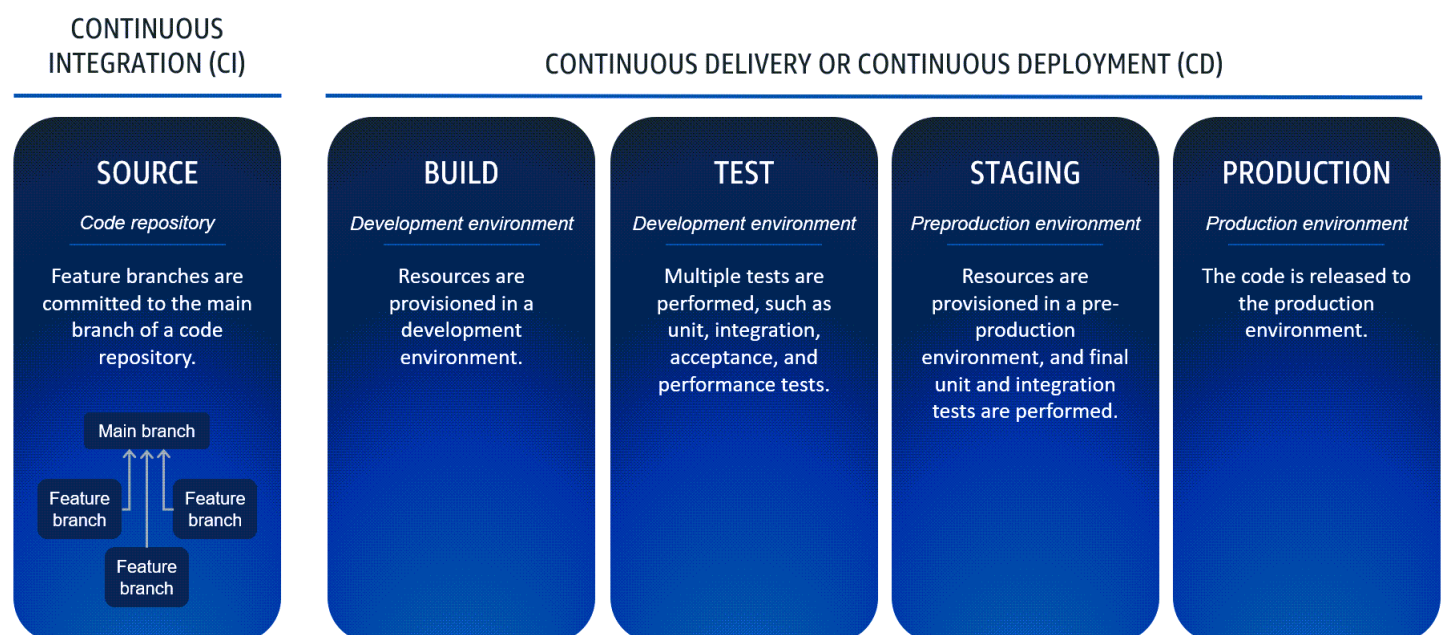 CONTINUOUS
INTEGRATION (CI)
CONTINUOUS DELIVERY OR CONTINUOUS DEPLOYMENT (CD)
SOURCE
Code repository
Feature branches are
committed to the main
branch of a code
repository.
Main branch
Feature
branch
Feature
branch
Feature
branch
BUILD
Development environment
Resources are
provisioned in a
development
environment.
TEST
Development environment
Multiple tests are
performed, such as
unit, integration,
acceptance, and
performance tests.
STAGING
Preproduction environment
Resources are
provisioned in a pre-
production
environment, and final
unit and integration
tests are performed.
PRODUCTION
Production environment
The code is released to
the production
environment.